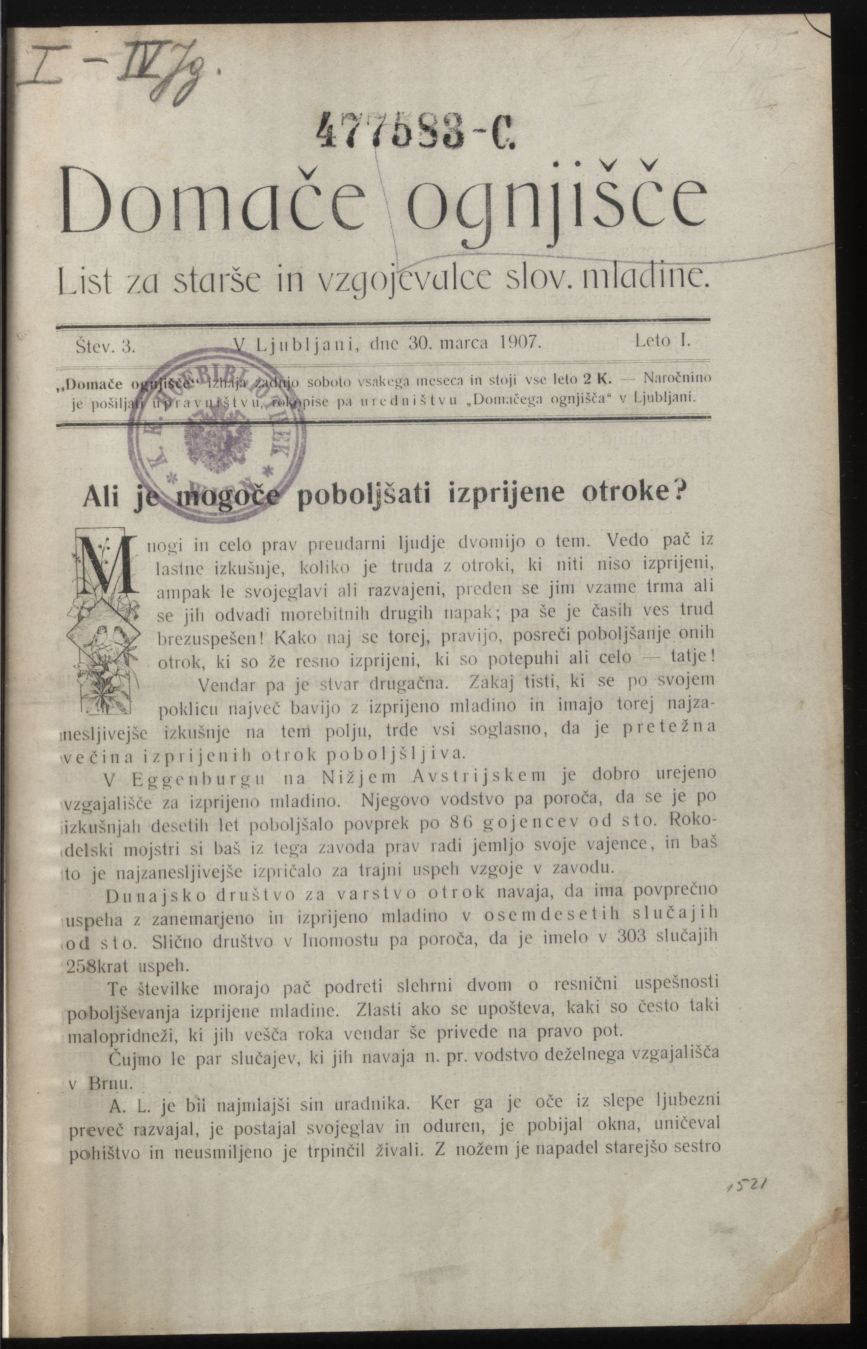 I – IV Jg.
477583-C.
Domače ognjišče
List za starše in vzgojevalce slov. mladine.
Štev. 3. V Ljubljani, dne 30. marca 1907. Leto I.
„Domače ognjišče“ izhaja zadnjo soboto vsakega meseca in stoji vse leto 2 K. — Naročnino
je pošiljati upravništvu, rokopise pa uredništvu „Domačega ognjišča“ v Ljubljani.
K. K. HOFBIBLIOTHEK * WIEN *
Ali je mogoče poboljšati izprijene otroke?
Mnogi in celo prav preudarni ljudje dvomijo o tem. Vedo pač iz
lastne izkušnje, koliko je truda z otroki, ki niti niso izprijeni,
ampak le svojeglavi ali razvajeni, preden se jim vzame trma ali
se jih odvadi morebitnih drugih napak; pa še je časih ves trud
brezuspešen! Kako naj se torej, pravijo, posreči poboljšanje onih
otrok, ki so že resno izprijeni, ki so potepuhi ali celo — tatje!
Vendar pa je stvar drugačna. Zakaj tisti, ki se po svojem
poklicu največ bavijo z izprijeno mladino in imajo torej najza-
nesljivejše izkušnje na tem polju, trde vsi soglasno, da je pretežna
večina izprijenih otrok poboljšljiva.
V Eggenburgu na Nižjem Avstrijskem je dobro urejeno
vzgajališče za izprijeno mladino. Njegovo vodstvo pa poroča, da se je po
izkušnjah desetih let poboljšalo povprek po 86 gojencev od sto. Roko-
delski mojstri si baš iz tega zavoda prav radi jemljo svoje vajence, in baš
to je najzanesljivejše izpričalo za trajni uspeh vzgoje v zavodu.
Dunajsko društvo za varstvo otrok navaja, da ima povprečno
uspeha z zanemarjeno in izprijeno mladino v osemdesetih slučajih
od sto. Slično društvo v Inomostu pa poroča, da je imelo v 303 slučajih
258krat uspeh.
Te številke morajo pač podreti slehrni dvom o resnični uspešnosti
poboljševanja izprijene mladine. Zlasti ako se upošteva, kaki so često taki
malopridneži, ki jih vešča roka vendar še privede na pravo pot.
Čujmo le par slučajev, ki jih navaja n. pr. vodstvo deželnega vzgajališča
v Brnu.
A. L. je bil najmlajši sin uradnika. Ker ga je oče iz slepe ljubezni
preveč razvajal, je postajal svojeglav in oduren, je pobijal okna, uničeval
pohištvo in neusmiljeno je trpinčil živali. Z nožem je napadel starejšo sestro
1521